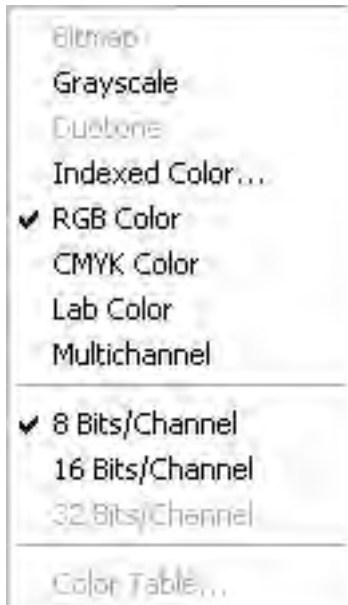 Bitmap
Grayscale
Duotone
Indexed Color...
RGB Color
CMYK Color
Lab Color
Multichannel
8 Bits/Channel
16 Bits/Channel
32 Bits/Channel
Color Table...